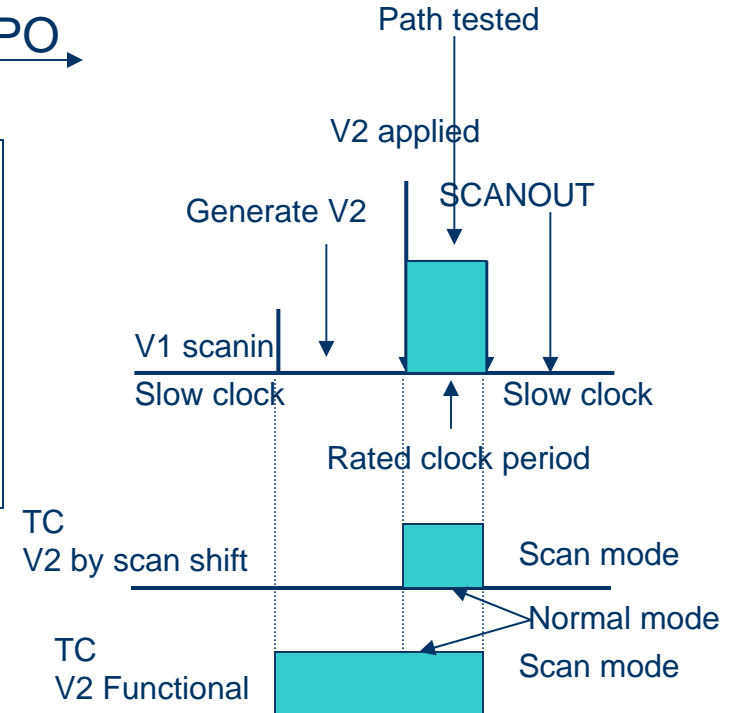 PO
Path tested
V2 applied
SCANOUT
Generate V2
V1 scanin
Slow clock
Slow clock
Rated clock period
TC
V2 by scan shift
Scan mode
Normal mode
TC
V2 Functional
Scan mode